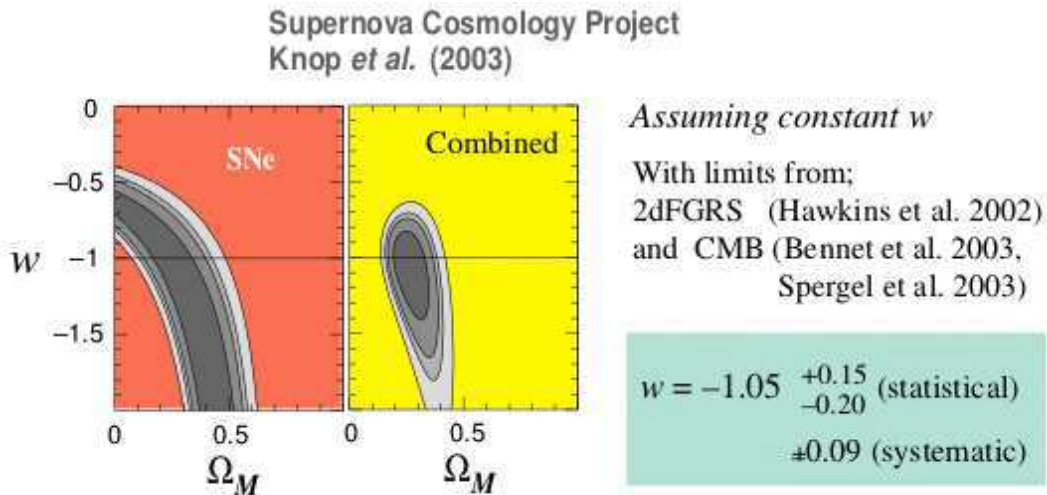 Supernova Cosmology Project
Knop et al. (2003)
SNe
Combined
0
−0.5
−1
−1.5
w
0
0.5
Ω_M
0
0.5
Ω_M
Assuming constant w
With limits from;
2dFGRS (Hawkins et al. 2002)
and CMB (Bennet et al. 2003,
Spergel et al. 2003)
w = −1.05 +0.15 −0.20 (statistical)
±0.09 (systematic)